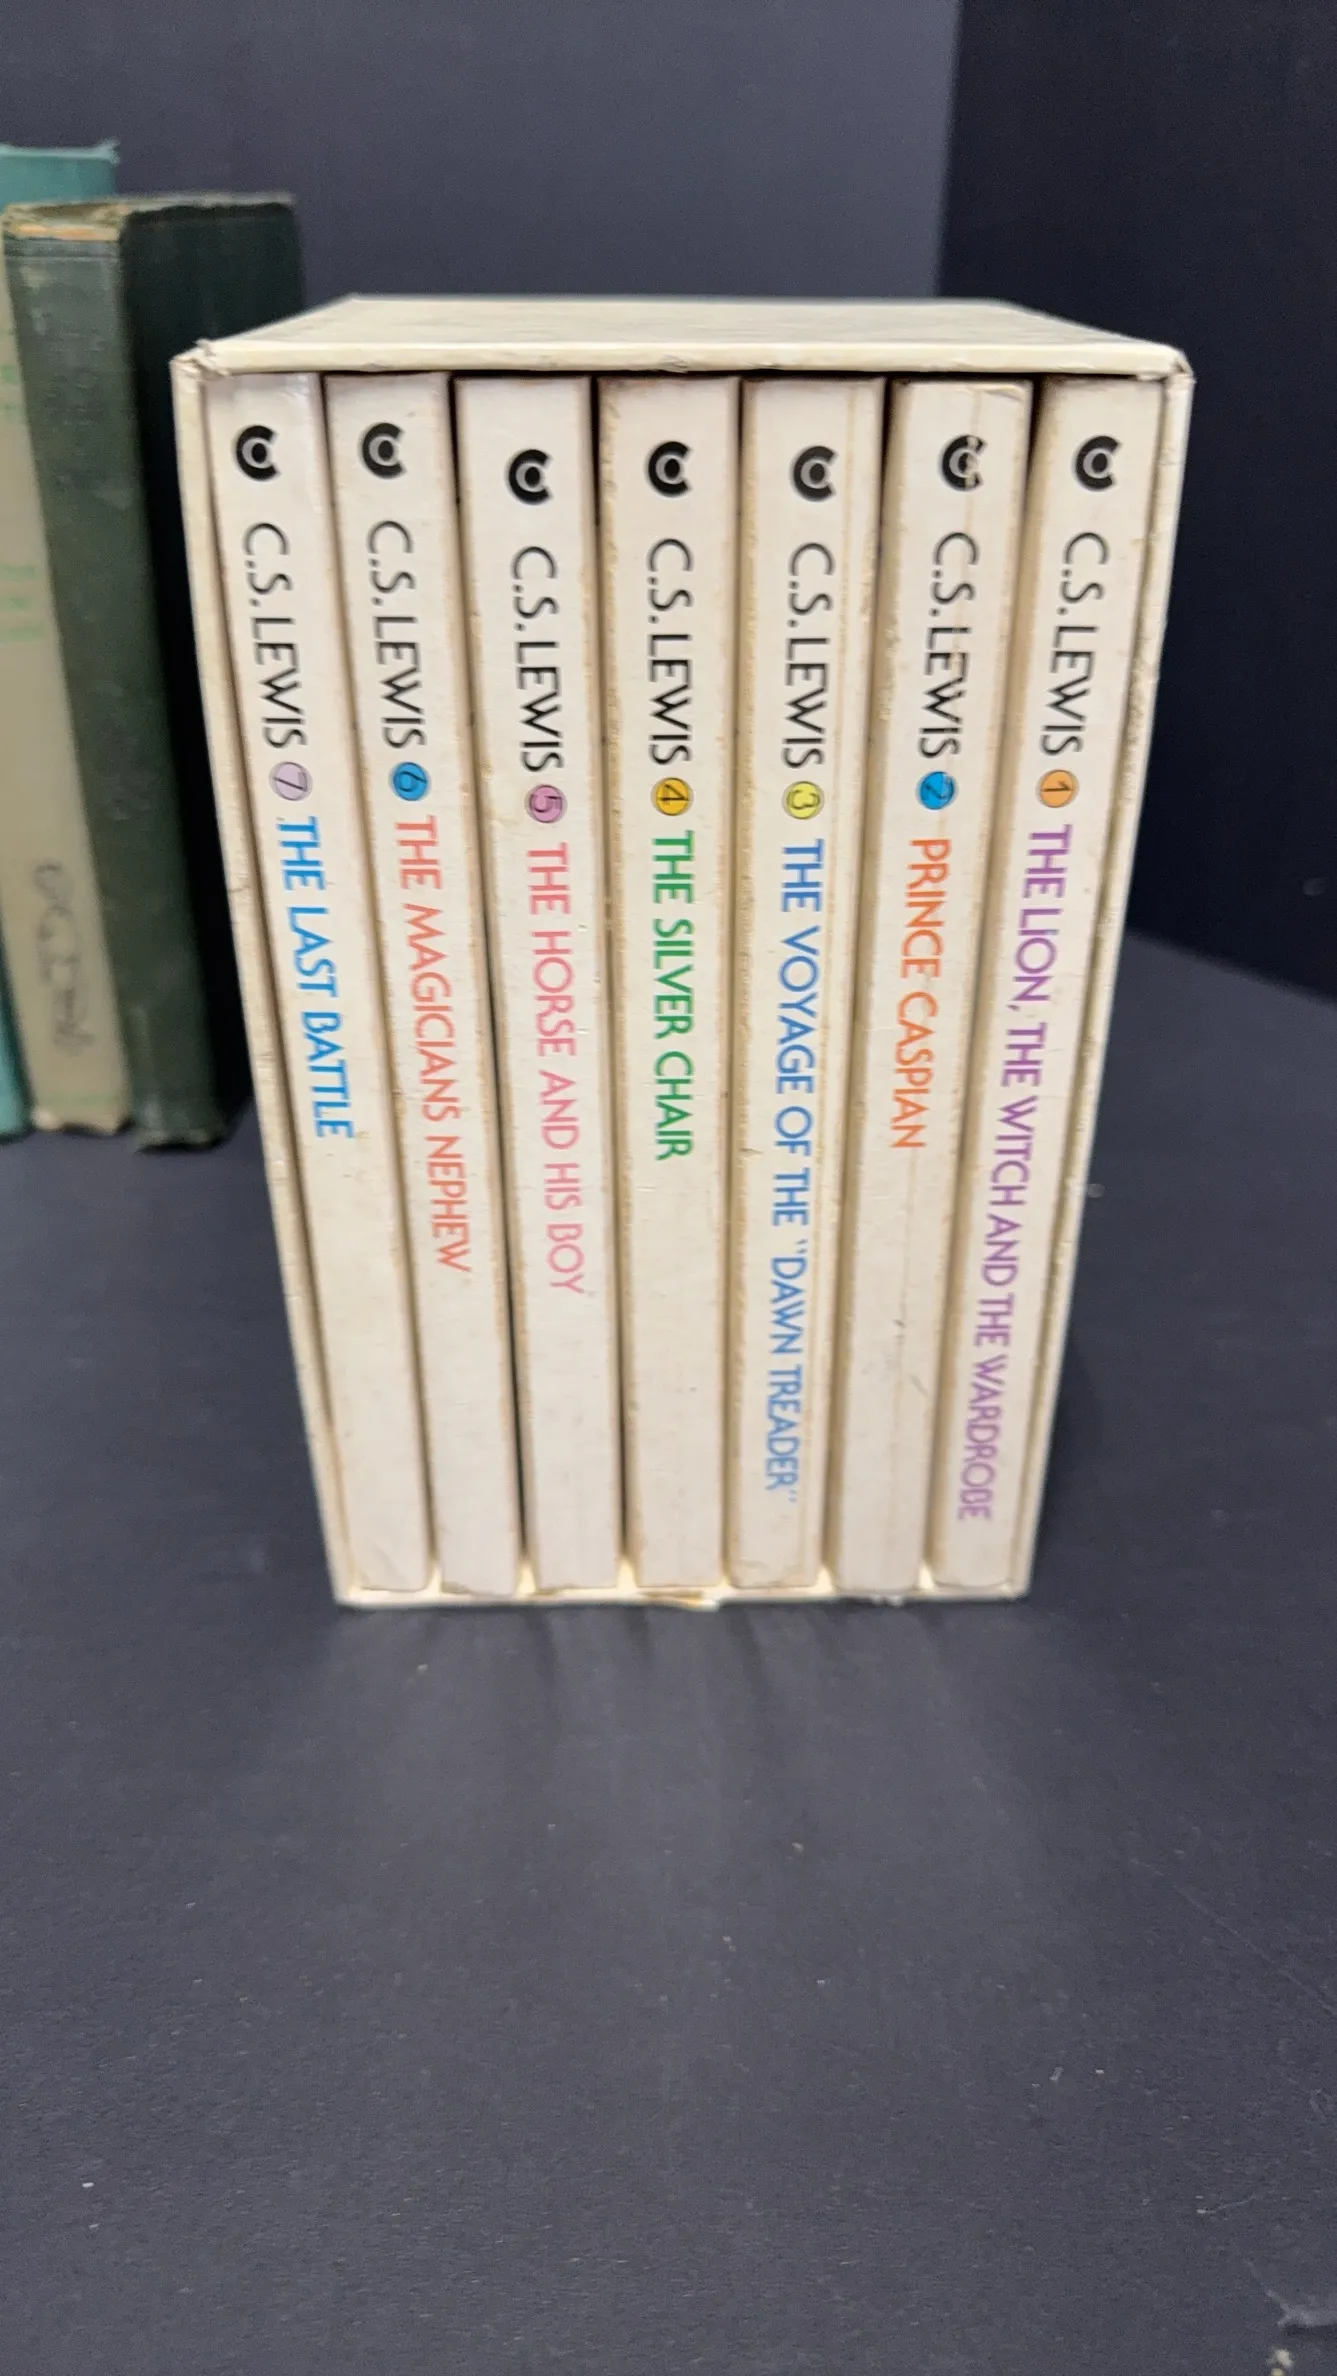 C.S. LEWIS 7 THE LAST BATTLE
C.S. LEWIS 6 THE MAGICIANS NEPHEW
C.S. LEWIS 5 THE HORSE AND HIS BOY
C.S. LEWIS 4 THE SILVER CHAIR
C.S. LEWIS 3 THE VOYAGE OF THE "DAWN TREADER"
C.S. LEWIS 2 PRINCE CASPIAN
C.S. LEWIS 1 THE LION, THE WITCH AND THE WARDROBE